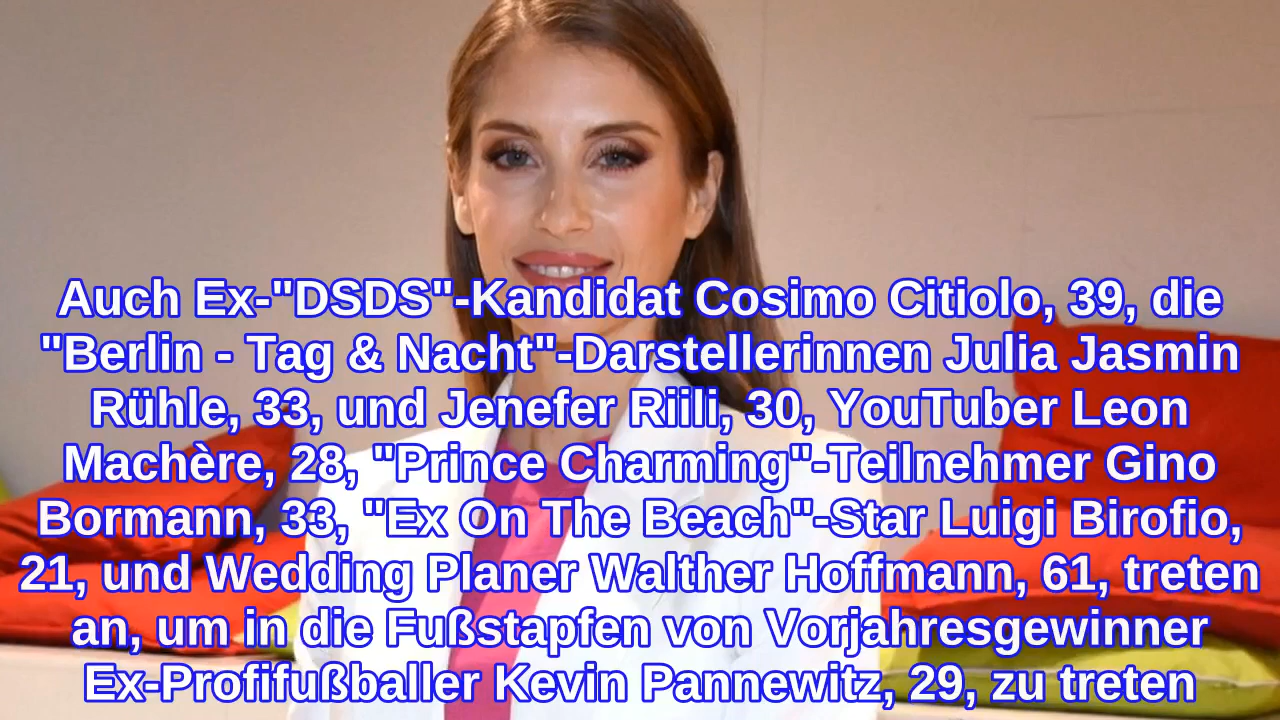 Auch Ex-"DSDS"-Kandidat Cosimo Citiolo, 39, die
"Berlin - Tag & Nacht"-Darstellerinnen Julia Jasmin
Rühle, 33, und Jenefer Riili, 30, YouTuber Leon
Machère, 28, "Prince Charming"-Teilnehmer Gino
Bormann, 33, "Ex On The Beach"-Star Luigi Birofio,
21, und Wedding Planer Walther Hoffmann, 61, treten
an, um in die Fußstapfen von Vorjahresgewinner
Ex-Profifußballer Kevin Pannewitz, 29, zu treten